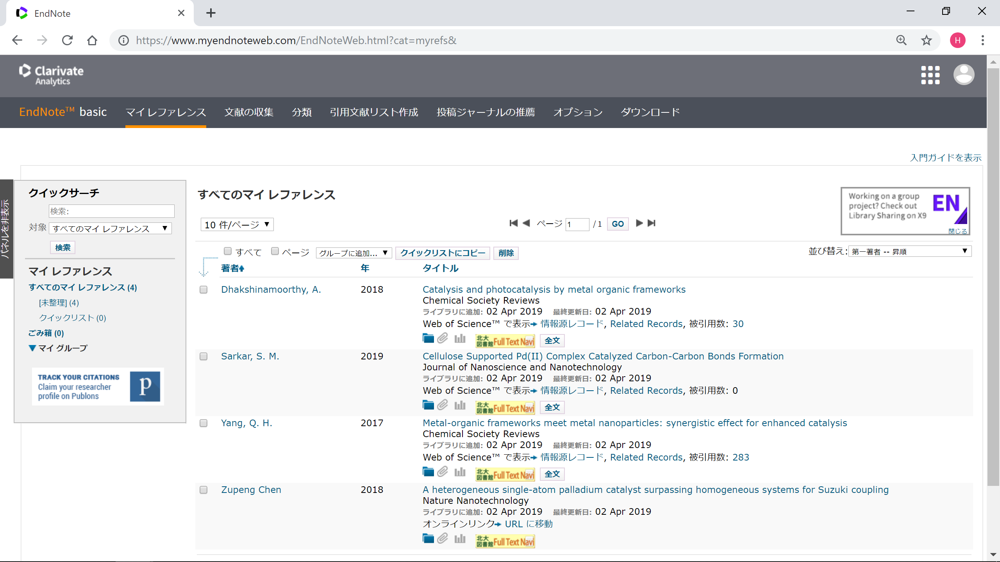 EndNote
https://www.myendnoteweb.com/EndNoteWeb.html?cat=myrefs&
H
Clarivate
Analytics
EndNote™ basic マイ レファレンス 文献の収集 分類 引用文献リスト作成 投稿ジャーナルの推薦 オプション ダウンロード
入門ガイドを表示
パネルを非表示
クイックサーチ
検索:
対象 すべてのマイ レファレンス ▼
検索
マイ レファレンス
すべてのマイ レファレンス (4)
[未整理] (4)
クイックリスト (0)
ごみ箱 (0)
▼マイ グループ
TRACK YOUR CITATIONS
Claim your researcher
profile on Publons
p
すべてのマイ レファレンス
10 件/ページ ▼
ページ 1 / 1 GO
Working on a group
project? Check out
Library Sharing on X9
EN
閉じる
すべて ページ グループに追加... ▼ クイックリストにコピー 削除
並び替え: 第一著者 -- 昇順 ▼
著者 年 タイトル
Dhakshinamoorthy, A. 2018 Catalysis and photocatalysis by metal organic frameworks
Chemical Society Reviews
ライブラリに追加: 02 Apr 2019 最終更新日: 02 Apr 2019
Web of Science™ で表示 情報源レコード, Related Records, 被引用数: 30
北大図書館 Full Text Navi 全文
Sarkar, S. M. 2019 Cellulose Supported Pd(II) Complex Catalyzed Carbon-Carbon Bonds Formation
Journal of Nanoscience and Nanotechnology
ライブラリに追加: 02 Apr 2019 最終更新日: 02 Apr 2019
Web of Science™ で表示 情報源レコード, Related Records, 被引用数: 0
北大図書館 Full Text Navi 全文
Yang, Q. H. 2017 Metal-organic frameworks meet metal nanoparticles: synergistic effect for enhanced catalysis
Chemical Society Reviews
ライブラリに追加: 02 Apr 2019 最終更新日: 02 Apr 2019
Web of Science™ で表示 情報源レコード, Related Records, 被引用数: 283
北大図書館 Full Text Navi 全文
Zupeng Chen 2018 A heterogeneous single-atom palladium catalyst surpassing homogeneous systems for Suzuki coupling
Nature Nanotechnology
ライブラリに追加: 02 Apr 2019 最終更新日: 02 Apr 2019
オンラインリンク URL に移動
北大図書館 Full Text Navi